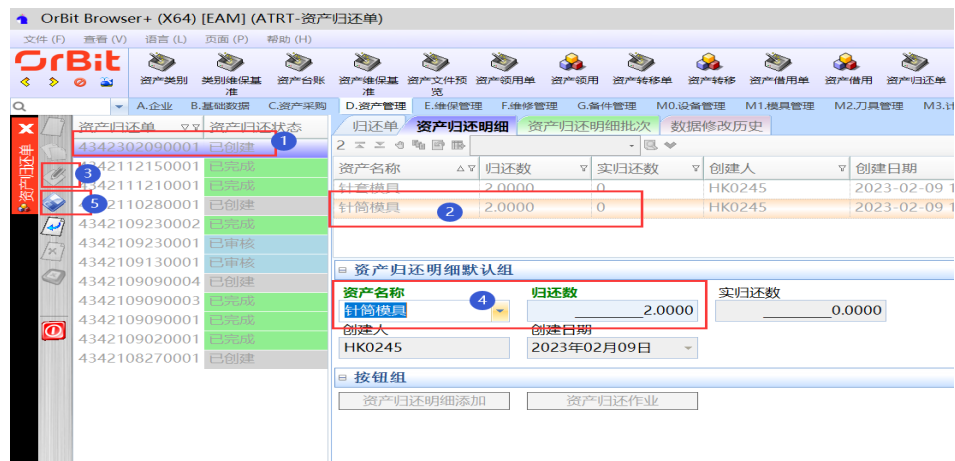 OrBit Browser+ (X64) [EAM] (ATRT-资产归还单)
文件 (F) 查看 (V) 语言 (L) 页面 (P) 帮助 (H)
OrBit
资产类别 类别维保基准 资产台账 资产维保基准 资产文件预览 资产领用单 资产领用 资产转移单 资产转移 资产借用单 资产借用 资产归还单
A.企业 B.基础数据 C.资产采购 D.资产管理 E.维保管理 F.维修管理 G.备件管理 M0.设备管理 M1.模具管理 M2.刀具管理 M3.
资产归还单
资产归还单 资产归还状态
4342302090001 已创建 1
4342112150001 已完成
3
4342111210001 已完成
4342110280001 已创建
5
4342109230002 已完成
4342109230001 已审核
4342109130001 已审核
4342109090004 已创建
4342109090003 已完成
4342109090001 已完成
4342109020001 已完成
4342108270001 已创建
归还单 资产归还明细 资产归还明细批次 数据修改历史
2
资产名称 归还数 实归还数 创建人 创建日期
针套模具 2.0000 0 HK0245 2023-02-09 1
针筒模具 2 2.0000 0 HK0245 2023-02-09 1
资产归还明细默认组
资产名称 归还数 实归还数
针筒模具 4 2.0000 0.0000
创建人 创建日期
HK0245 2023年02月09日
按钮组
资产归还明细添加 资产归还作业